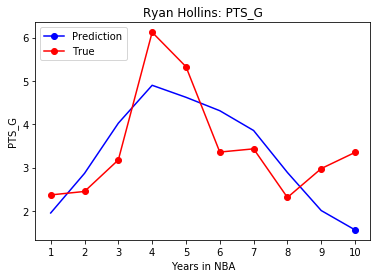 Ryan Hollins: PTS_G
Prediction
True
PTS_G
6
5
4
3
2
1 2 3 4 5 6 7 8 9 10
Years in NBA